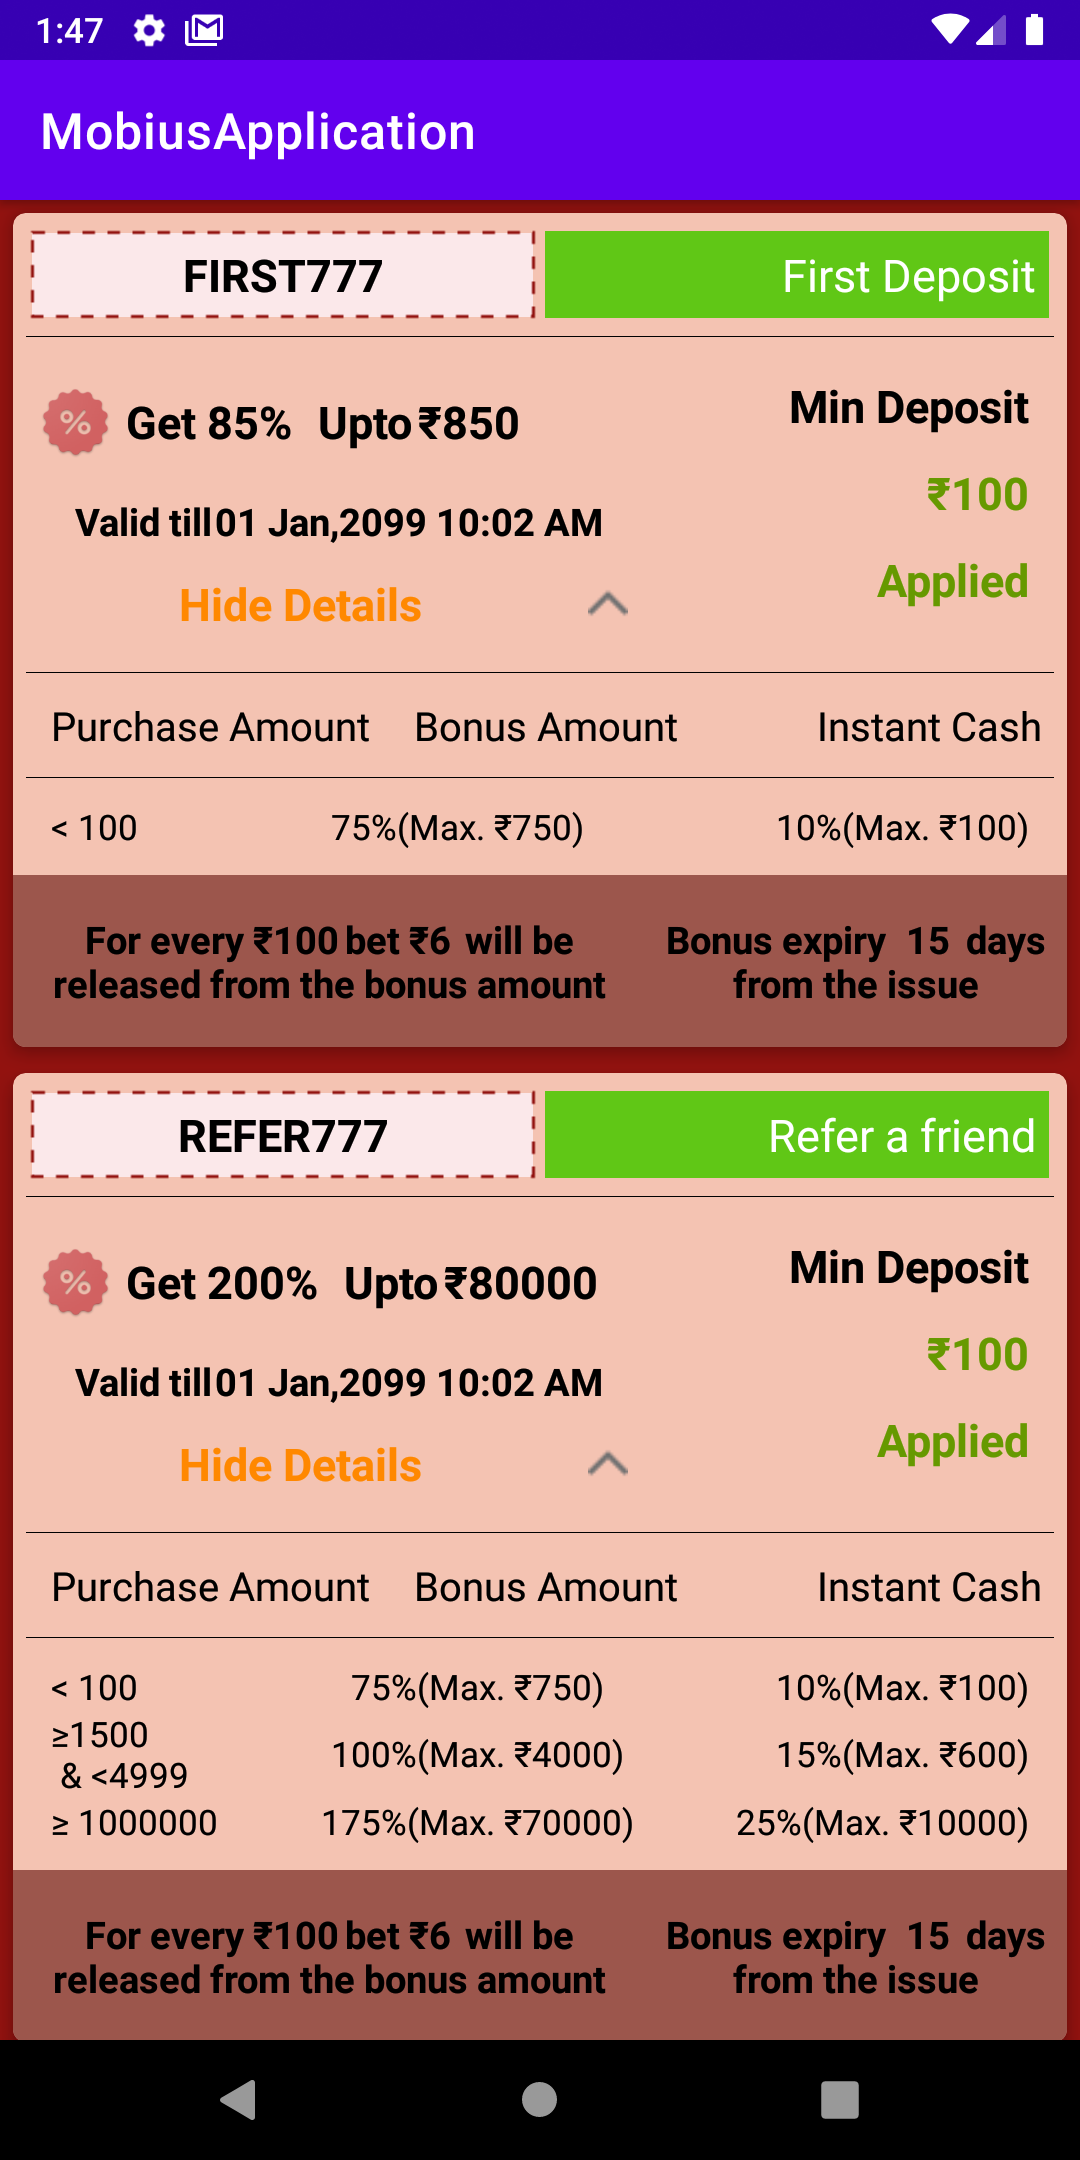 1:47
MobiusApplication
FIRST777 First Deposit
% Get 85% Upto ₹850 Min Deposit
₹100
Valid till 01 Jan,2099 10:02 AM
Applied
Hide Details
Purchase Amount Bonus Amount Instant Cash
< 100 75%(Max. ₹750) 10%(Max. ₹100)
For every ₹100 bet ₹6 will be
released from the bonus amount
Bonus expiry 15 days
from the issue
REFER777 Refer a friend
% Get 200% Upto ₹80000 Min Deposit
₹100
Valid till 01 Jan,2099 10:02 AM
Applied
Hide Details
Purchase Amount Bonus Amount Instant Cash
< 100 75%(Max. ₹750) 10%(Max. ₹100)
≥1500
& <4999 100%(Max. ₹4000) 15%(Max. ₹600)
≥ 1000000 175%(Max. ₹70000) 25%(Max. ₹10000)
For every ₹100 bet ₹6 will be
released from the bonus amount
Bonus expiry 15 days
from the issue